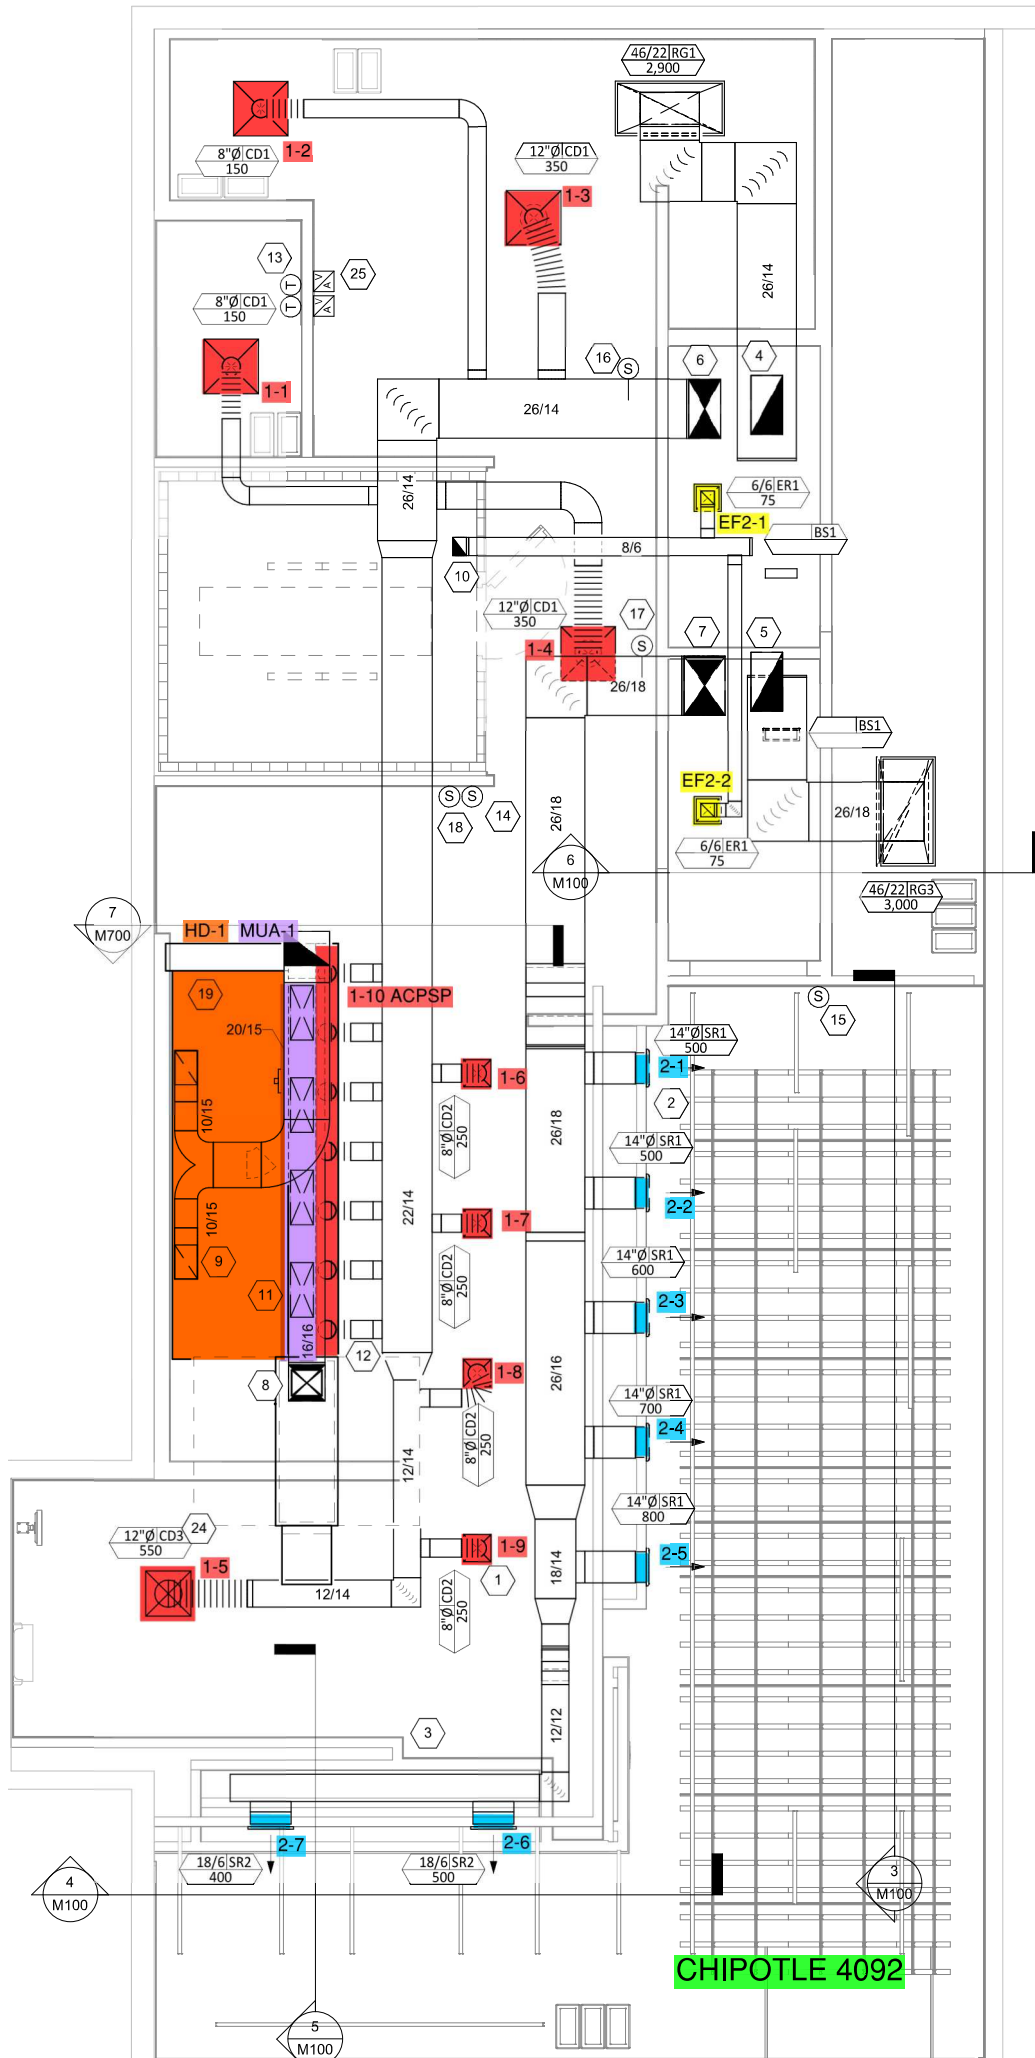 46/22 RG1
2,900
8"Ø CD1
150
1-2
12"Ø CD1
350
1-3
13
25
T
T
V
A
V
A
8"Ø CD1
150
26/14
1-1
16
S
6
4
26/14
26/14
6/6 ER1
75
EF2-1
BS1
8/6
10
12"Ø CD1
350
17
S
7
5
1-4
26/18
BS1
EF2-2
26/18
26/18
S
S
18
14
6/6 ER1
75
6
M100
46/22 RG3
3,000
7
M700
HD-1
MUA-1
19
1-10 ACPSP
S
15
20/15
14"Ø SR1
500
2-1
1-6
2
10/15
8"Ø CD2
250
26/18
14"Ø SR1
500
2-2
22/14
1-7
10/15
9
8"Ø CD2
250
14"Ø SR1
600
2-3
11
16/16
12
8
1-8
26/16
14"Ø SR1
700
2-4
8"Ø CD2
250
12/14
14"Ø SR1
800
24
12"Ø CD3
550
1-9
2-5
1-5
1
18/14
12/14
8"Ø CD2
250
3
12/12
2-7
2-6
18/6 SR2
400
18/6 SR2
500
4
M100
3
M100
CHIPOTLE 4092
5
M100